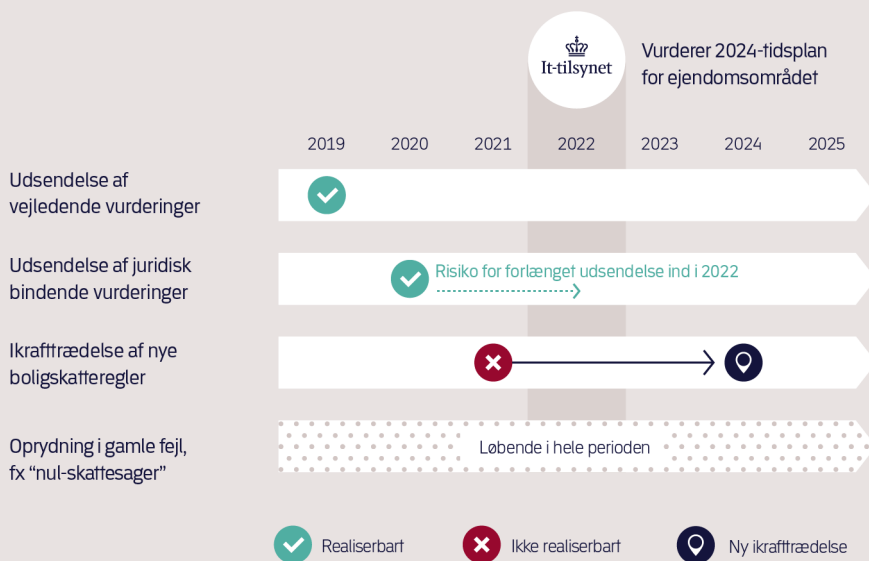 It-tilsynet
Vurderer 2024-tidsplan
for ejendomsområdet
2019 2020 2021 2022 2023 2024 2025
Udsendelse af
vejledende vurderinger
Udsendelse af juridisk
bindende vurderinger
Risiko for forlænget udsendelse ind i 2022
Ikrafttrædelse af nye
boligskatteregler
Oprydning i gamle fejl,
fx “nul-skattesager”
Løbende i hele perioden
Realiserbart
Ikke realiserbart
Ny ikrafttrædelse